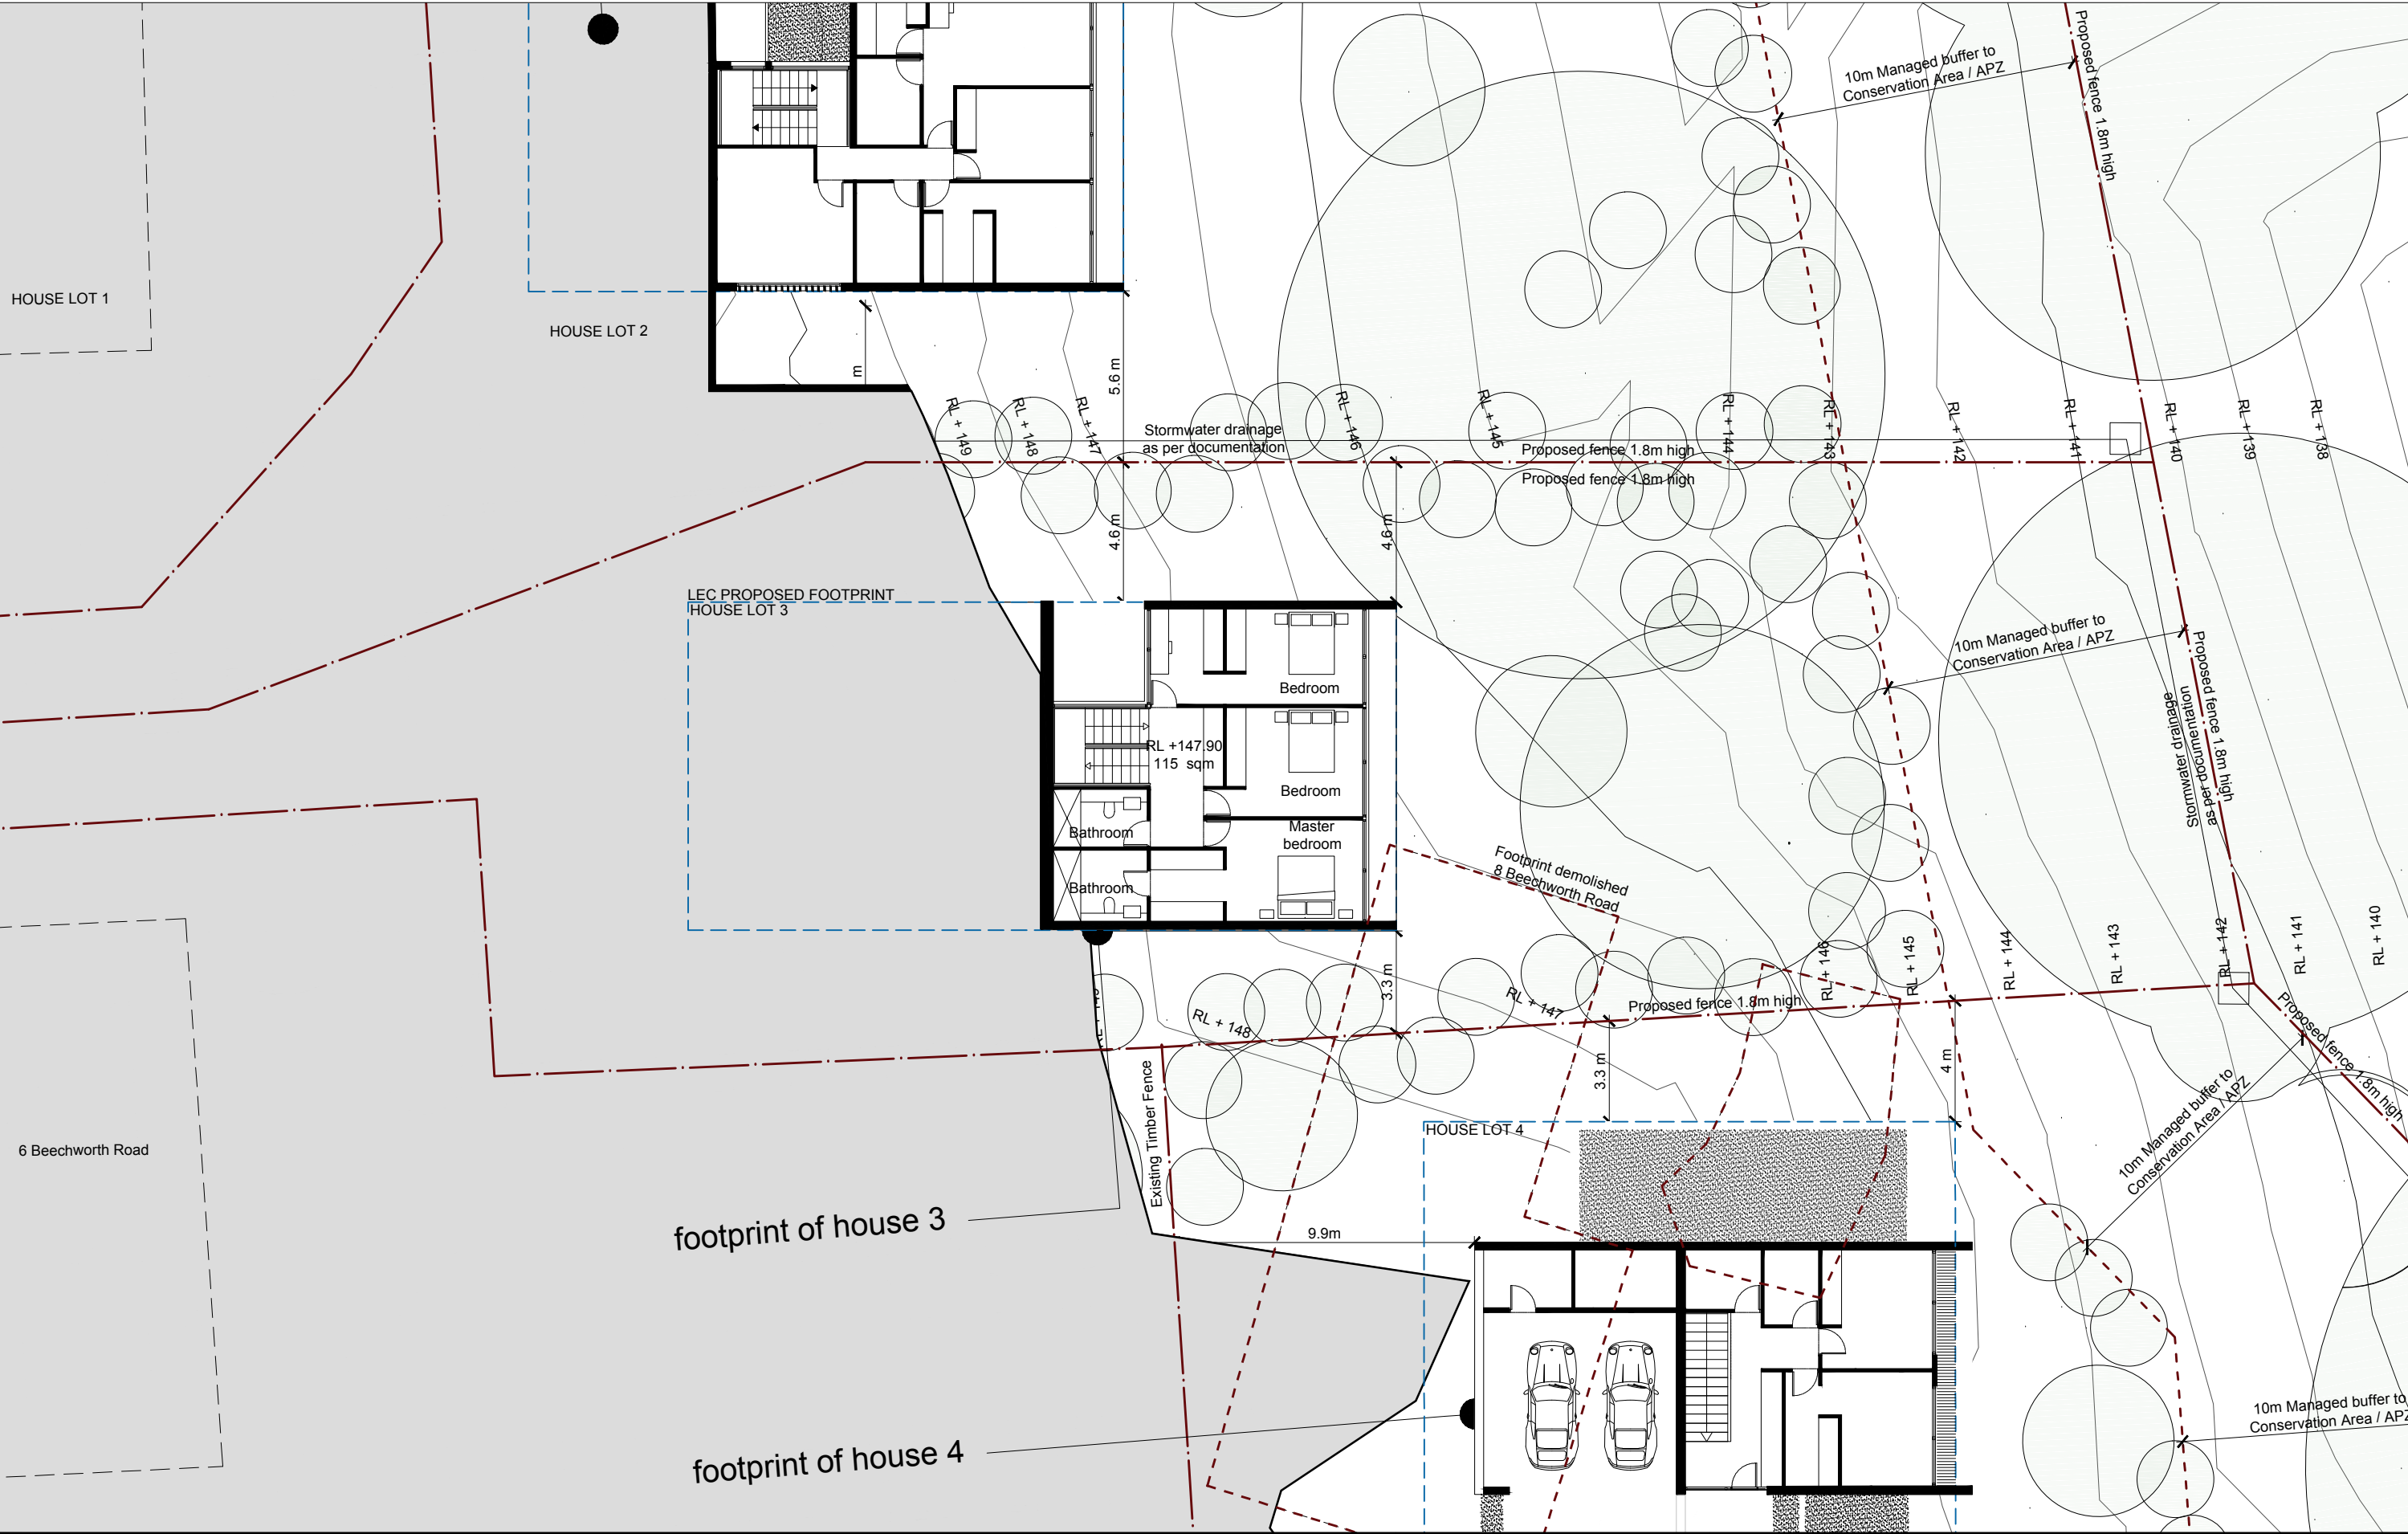 10m Managed buffer to
Conservation Area / APZ
Proposed fence 1.8m high
HOUSE LOT 1
HOUSE LOT 2
m
5.6 m
RL + 149
RL + 148
RL + 147
RL + 146
RL + 145
RL + 144
RL + 143
RL + 142
RL + 141
RL + 140
RL + 139
RL + 138
Stormwater drainage
as per documentation
Proposed fence 1.8m high
Proposed fence 1.8m high
4.6 m
4.6 m
LEC PROPOSED FOOTPRINT
HOUSE LOT 3
10m Managed buffer to
Conservation Area / APZ
Proposed fence 1.8m high
Stormwater drainage
as per documentation
Bedroom
RL +147.90
115 sqm
Bedroom
Bathroom
Master
bedroom
Bathroom
Footprint demolished
8 Beechworth Road
3.3 m
RL + 148
RL + 147
Proposed fence 1.8m high
RL + 146
RL + 145
RL + 144
RL + 143
RL + 142
RL + 141
RL + 140
Proposed fence 1.8m high
3.3 m
4 m
10m Managed buffer to
Conservation Area / APZ
Existing Timber Fence
HOUSE LOT 4
6 Beechworth Road
footprint of house 3
9.9m
footprint of house 4
10m Managed buffer to
Conservation Area / APZ